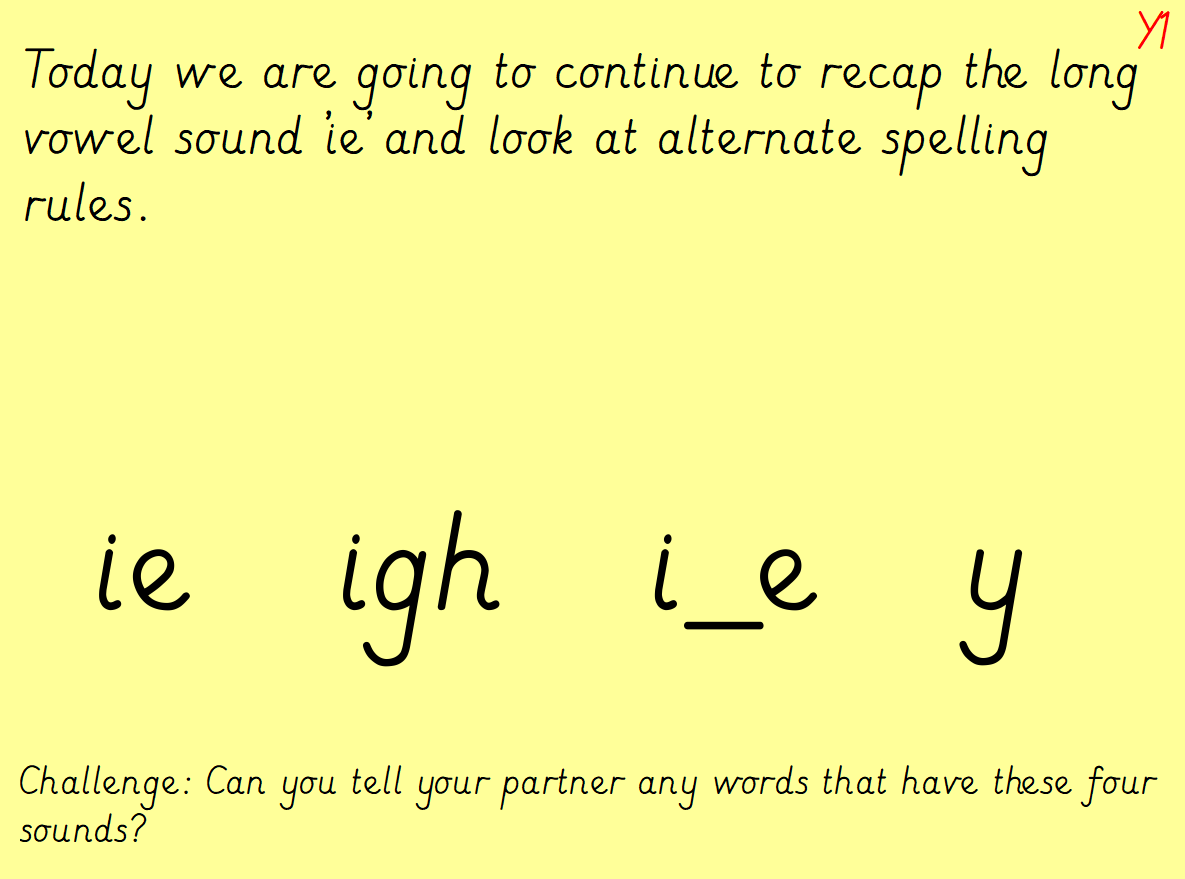 Y1
Today we are going to continue to recap the long
vowel sound 'ie' and look at alternate spelling
rules.
ie igh i_e y
Challenge: Can you tell your partner any words that have these four
sounds?